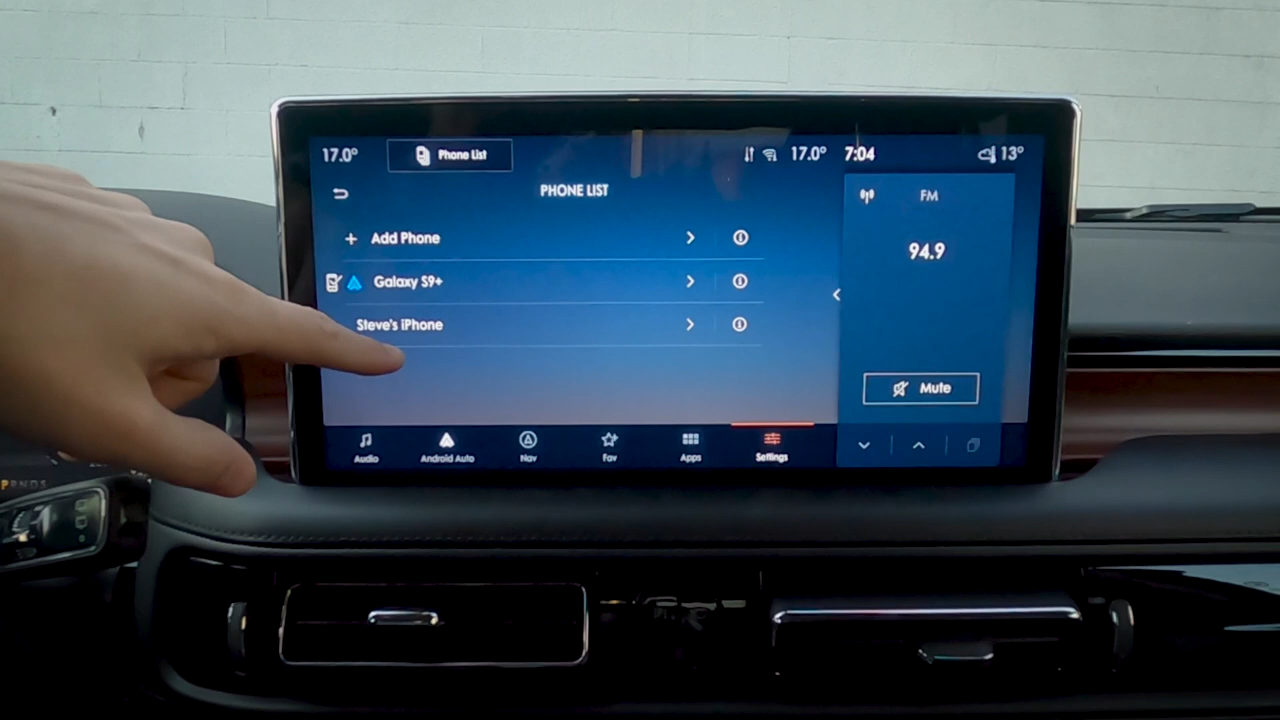 17.0°
Phone List
17.0°
7:04
13°
PHONE LIST
Add Phone
Galaxy S9+
Steve's iPhone
FM
94.9
Mute
Audio
Android Auto
Nav
Fav
Apps
Settings
PRNDS